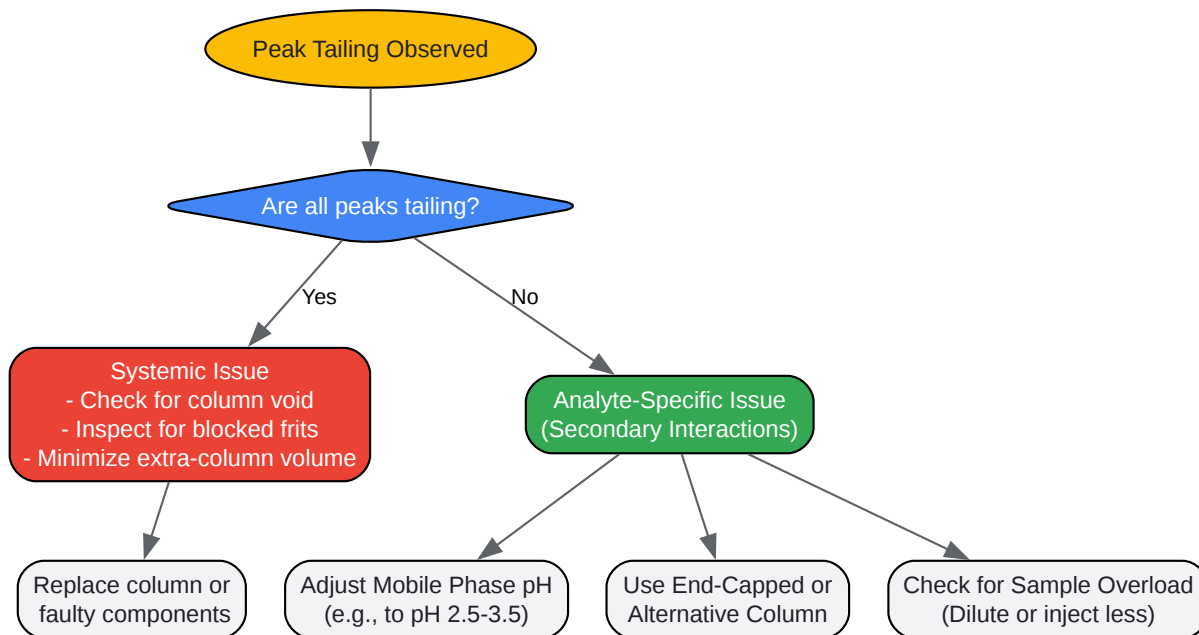 Peak Tailing Observed
Are all peaks tailing?
Yes
No
Systemic Issue
- Check for column void
- Inspect for blocked frits
- Minimize extra-column volume
Analyte-Specific Issue
(Secondary Interactions)
Replace column or
faulty components
Adjust Mobile Phase pH
(e.g., to pH 2.5-3.5)
Use End-Capped or
Alternative Column
Check for Sample Overload
(Dilute or inject less)